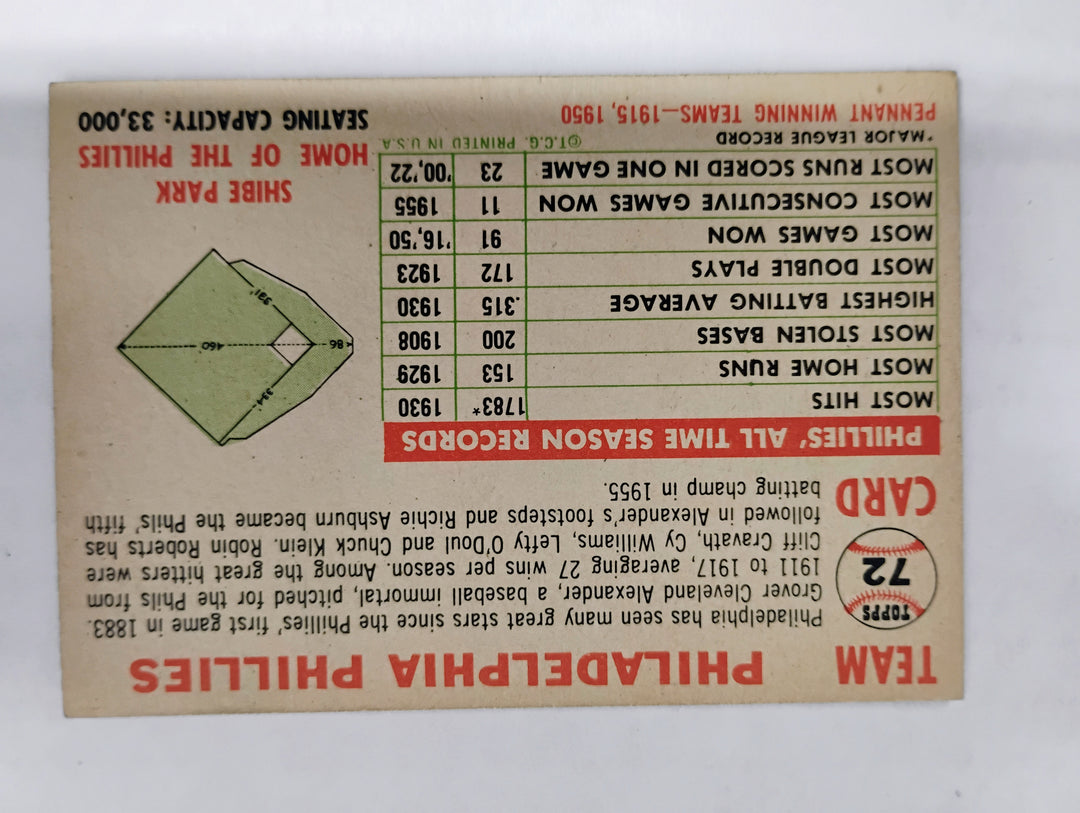 TEAM PHILADELPHIA PHILLIES
TOPPS
72
CARD
Philadelphia has seen many great stars since the Phillies' first game in 1883.
Grover Cleveland Alexander, a baseball immortal, pitched for the Phils from
1911 to 1917, averaging 27 wins per season. Among the great hitters were
Cliff Cravath, Cy Williams, Lefty O'Doul and Chuck Klein. Robin Roberts has
followed in Alexander's footsteps and Richie Ashburn became the Phils' fifth
batting champ in 1955.
PHILLIES' ALL TIME SEASON RECORDS
MOST HITS 1783* 1930
MOST HOME RUNS 153 1929
MOST STOLEN BASES 200 1908
HIGHEST BATTING AVERAGE .315 1930
MOST DOUBLE PLAYS 172 1923
MOST GAMES WON 91 '16,'50
MOST CONSECUTIVE GAMES WON 11 1955
MOST RUNS SCORED IN ONE GAME 23 '00,'22
*MAJOR LEAGUE RECORD ©T.C.G. PRINTED IN U.S.A.
PENNANT WINNING TEAMS—1915, 1950
334'
86
460'
331'
SHIBE PARK
HOME OF THE PHILLIES
SEATING CAPACITY: 33,000